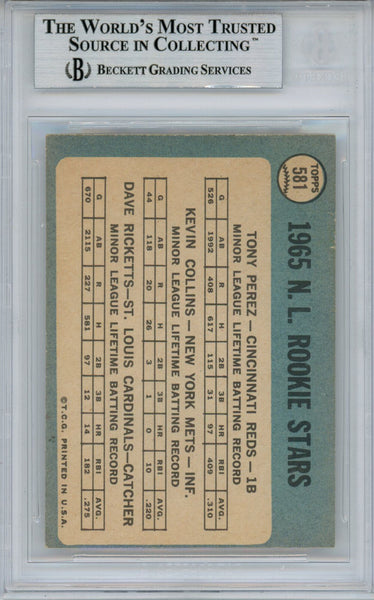 THE WORLD'S MOST TRUSTED
SOURCE IN COLLECTING™
B BECKETT GRADING SERVICES
TOPPS
581
1965 N. L. ROOKIE STARS
TONY PEREZ — CINCINNATI REDS — 1B
MINOR LEAGUE LIFETIME BATTING RECORD
G AB R H 2B 3B HR RBI AVG.
526 1992 408 617 115 31 97 409 .310
KEVIN COLLINS — NEW YORK METS — INF.
MINOR LEAGUE LIFETIME BATTING RECORD
G AB R H 2B 3B HR RBI AVG.
44 118 20 26 3 1 0 10 .220
DAVE RICKETTS—ST. LOUIS CARDINALS—CATCHER
MINOR LEAGUE LIFETIME BATTING RECORD
G AB R H 2B 3B HR RBI AVG.
670 2115 227 581 97 12 14 182 .275
©T.C.G. PRINTED IN U.S.A.